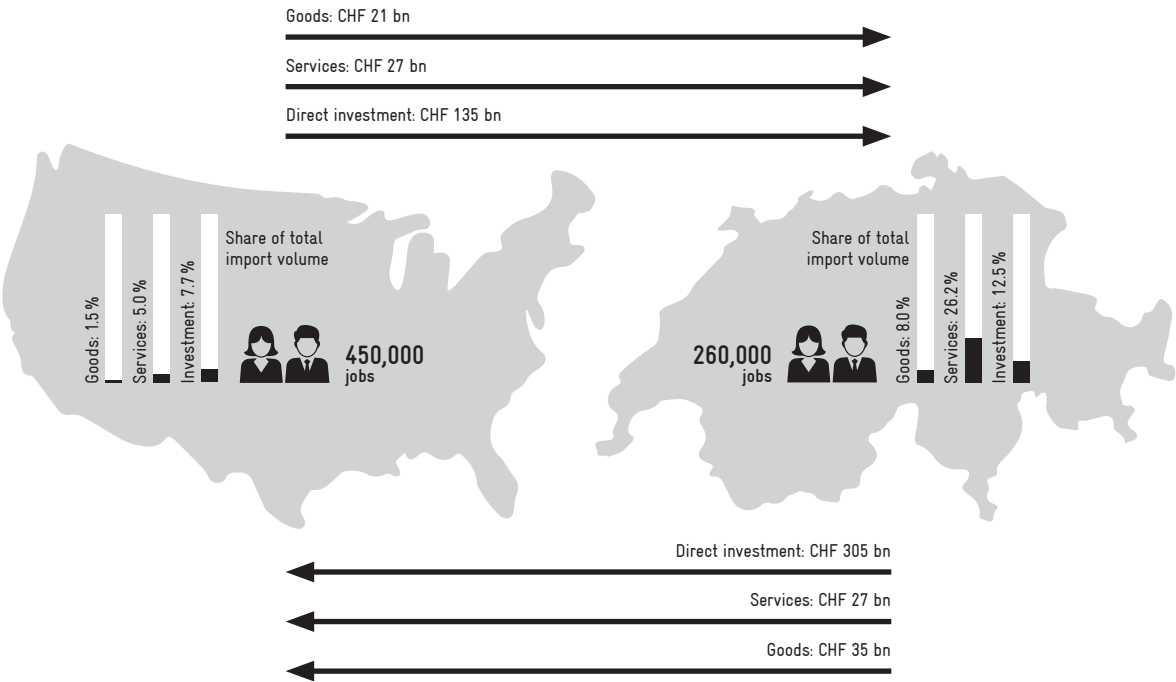 Goods: CHF 21 bn
Services: CHF 27 bn
Direct investment: CHF 135 bn
Share of total
import volume
Goods: 1.5 %
Services: 5.0 %
Investment: 7.7 %
450,000
jobs
Share of total
import volume
260,000
jobs
Goods: 8.0 %
Services: 26.2 %
Investment: 12.5 %
Direct investment: CHF 305 bn
Services: CHF 27 bn
Goods: CHF 35 bn